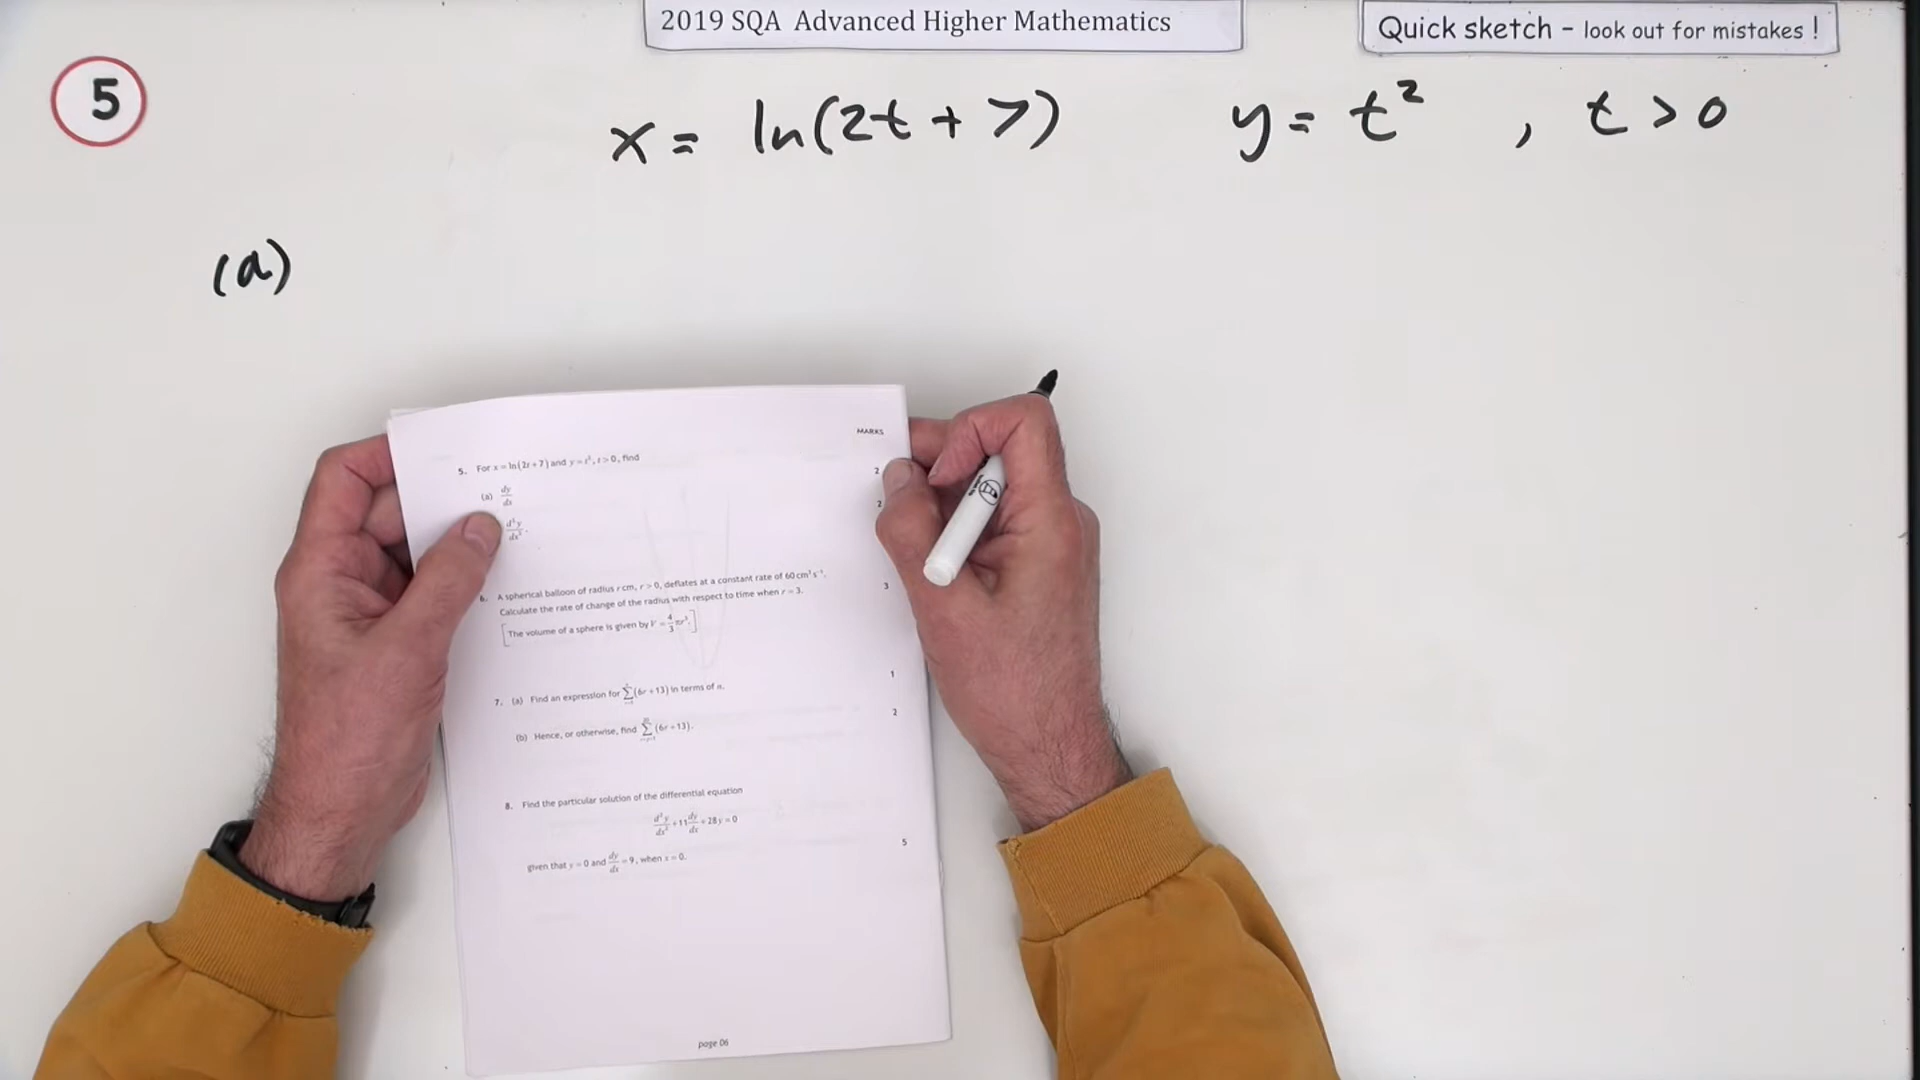 2019 SQA Advanced Higher Mathematics
Quick sketch – look out for mistakes !
5
x = ln(2t + 7) y = t² , t > 0
(a)
MARKS
5. For x = ln(2t + 7) and y = t², t > 0, find
(a) dy/dx 2
d²y/dx². 2
6. A spherical balloon of radius r cm, r > 0, deflates at a constant rate of 60 cm³ s⁻¹.
Calculate the rate of change of the radius with respect to time when r = 3. 3
[The volume of a sphere is given by V = 4/3 πr³.]
7. (a) Find an expression for ∑(6r + 13) in terms of n. 1
(b) Hence, or otherwise, find ∑(6r + 13). 2
8. Find the particular solution of the differential equation
d²y/dx² + 11 dy/dx + 28y = 0
given that y = 0 and dy/dx = 9, when x = 0. 5
page 06